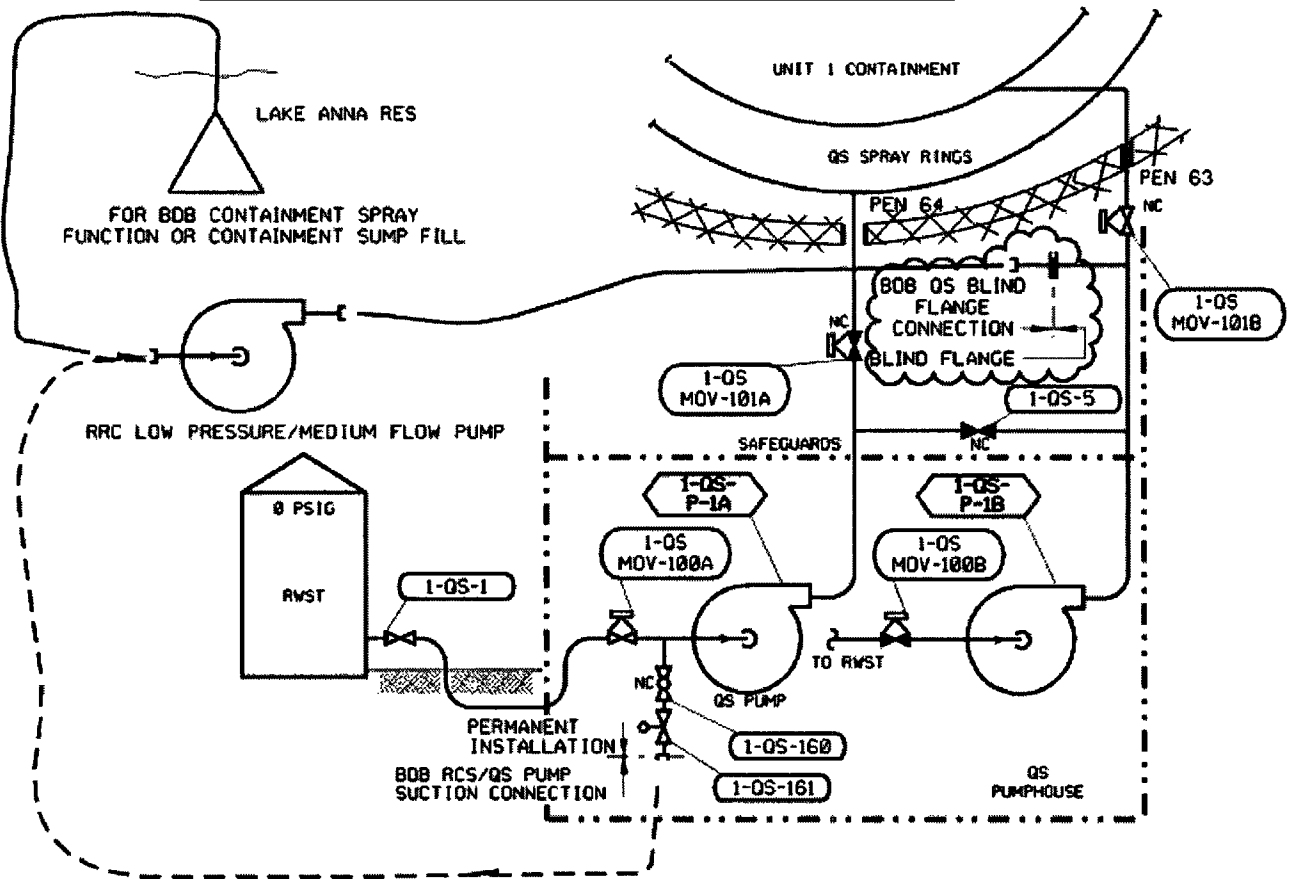 UNIT 1 CONTAINMENT
LAKE ANNA RES
QS SPRAY RINGS
PEN 63
PEN 64
NC
FOR BDB CONTAINMENT SPRAY
FUNCTION OR CONTAINMENT SUMP FILL
BDB QS BLIND
FLANGE
CONNECTION
BLIND FLANGE
1-QS
MOV-101B
NC
1-QS
MOV-101A
1-QS-5
NC
RRC LOW PRESSURE/MEDIUM FLOW PUMP
SAFEGUARDS
0 PSIG
RWST
1-QS-1
1-QS-
P-1A
1-QS-
P-1B
1-QS
MOV-100A
1-QS
MOV-100B
TO RWST
QS PUMP
NC
PERMANENT
INSTALLATION
1-QS-160
BDB RCS/QS PUMP
SUCTION CONNECTION
1-QS-161
QS
PUMPHOUSE